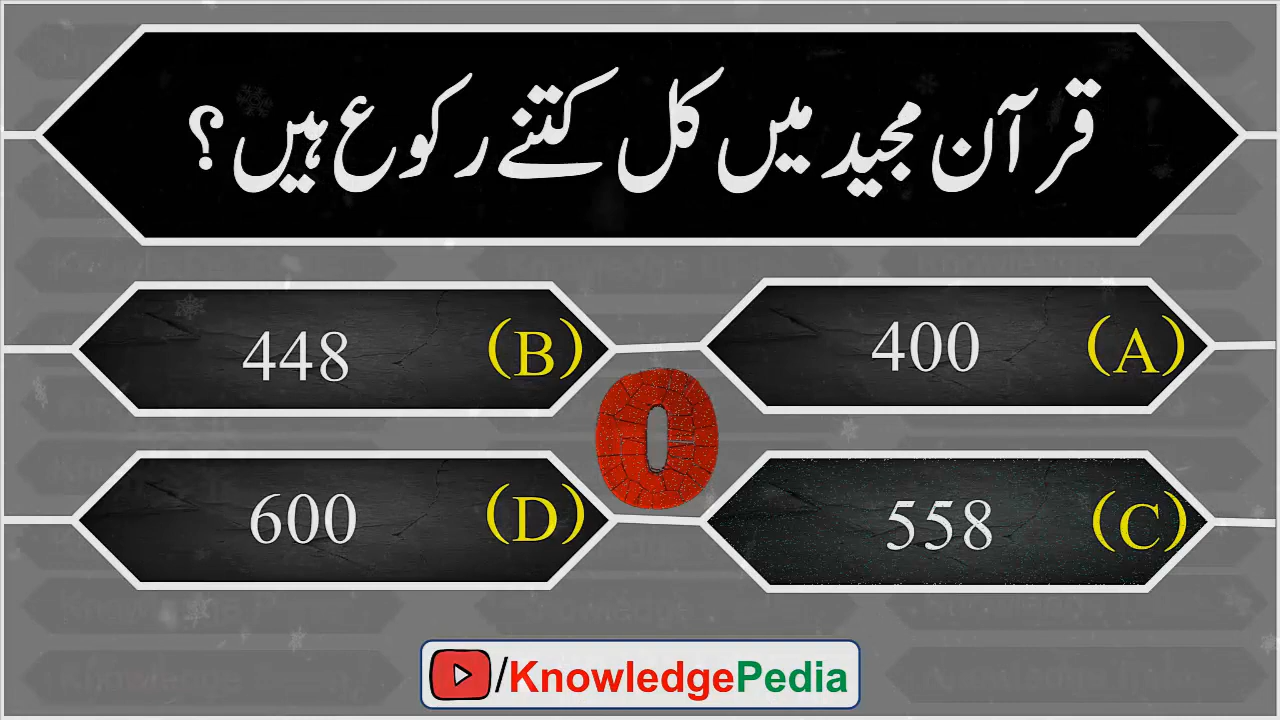 قرآن مجید میں کل کتنے رکوع ہیں؟
(A) 400
(B) 448
(C) 558
(D) 600
0
/KnowledgePedia